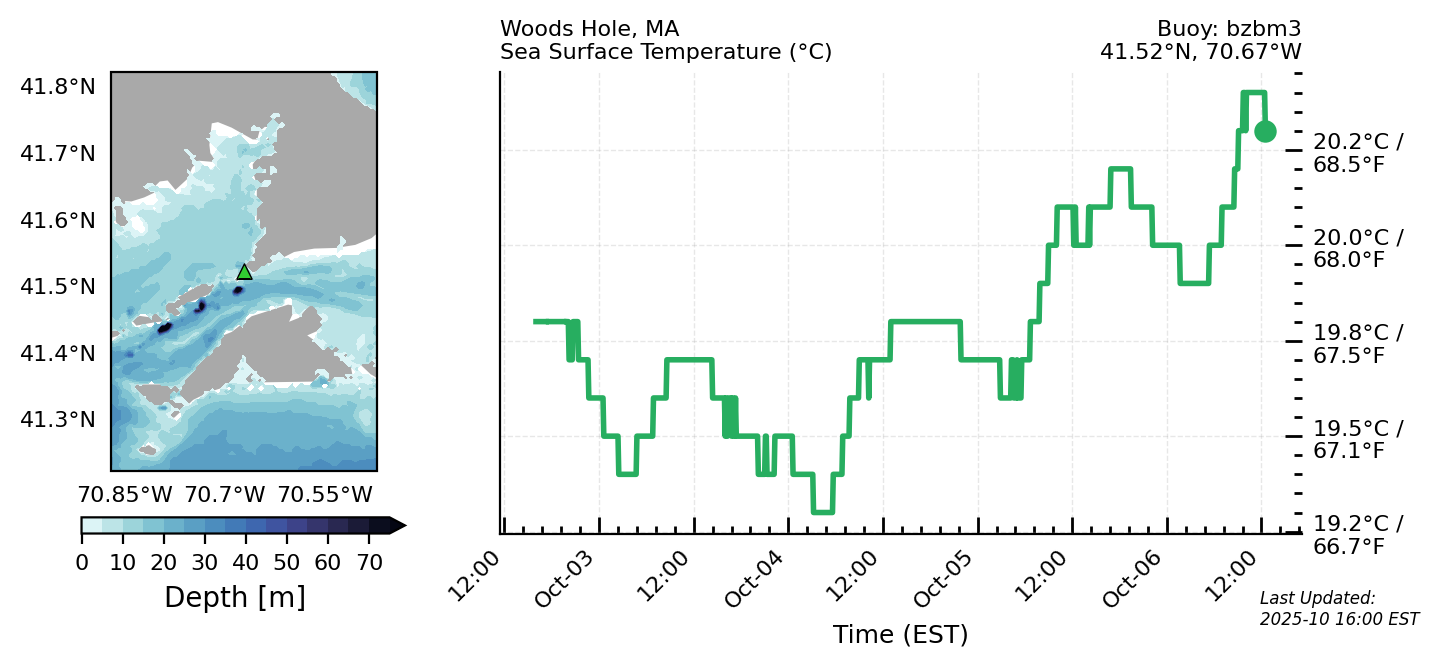 Woods Hole, MA
Sea Surface Temperature (°C)
Buoy: bzbm3
41.52°N, 70.67°W
41.8°N
41.7°N
41.6°N
41.5°N
41.4°N
41.3°N
70.85°W 70.7°W 70.55°W
0 10 20 30 40 50 60 70
Depth [m]
20.2°C /
68.5°F
20.0°C /
68.0°F
19.8°C /
67.5°F
19.5°C /
67.1°F
19.2°C /
66.7°F
12:00
Oct-03
12:00
Oct-04
12:00
Oct-05
12:00
Oct-06
12:00
Time (EST)
Last Updated:
2025-10 16:00 EST